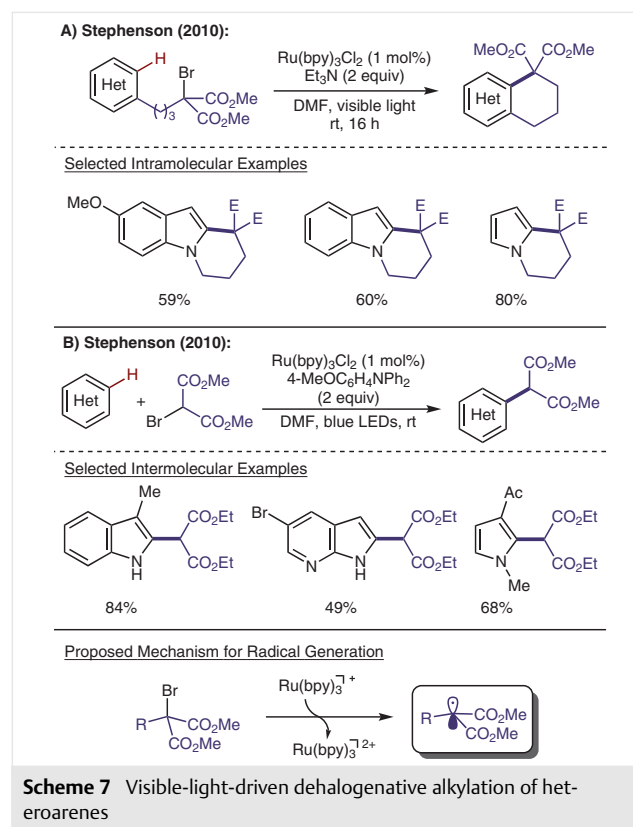 A) Stephenson (2010):
H
Het
Br
( )3
CO2Me
CO2Me
Ru(bpy)3Cl2 (1 mol%)
Et3N (2 equiv)
DMF, visible light
rt, 16 h
MeO2C CO2Me
Het
Selected Intramolecular Examples
MeO
N
E
E
59%
N
E
E
60%
N
E
E
80%
B) Stephenson (2010):
H
Het
+
CO2Me
Br
CO2Me
Ru(bpy)3Cl2 (1 mol%)
4-MeOC6H4NPh2
(2 equiv)
DMF, blue LEDs, rt
CO2Me
CO2Me
Het
Selected Intermolecular Examples
Me
CO2Et
CO2Et
N
H
84%
Br
N
N
H
CO2Et
CO2Et
49%
Ac
CO2Et
CO2Et
N
Me
68%
Proposed Mechanism for Radical Generation
Br
R
CO2Me
CO2Me
Ru(bpy)3 +
Ru(bpy)3 2+
R
CO2Me
CO2Me
Scheme 7 Visible-light-driven dehalogenative alkylation of het-
eroarenes